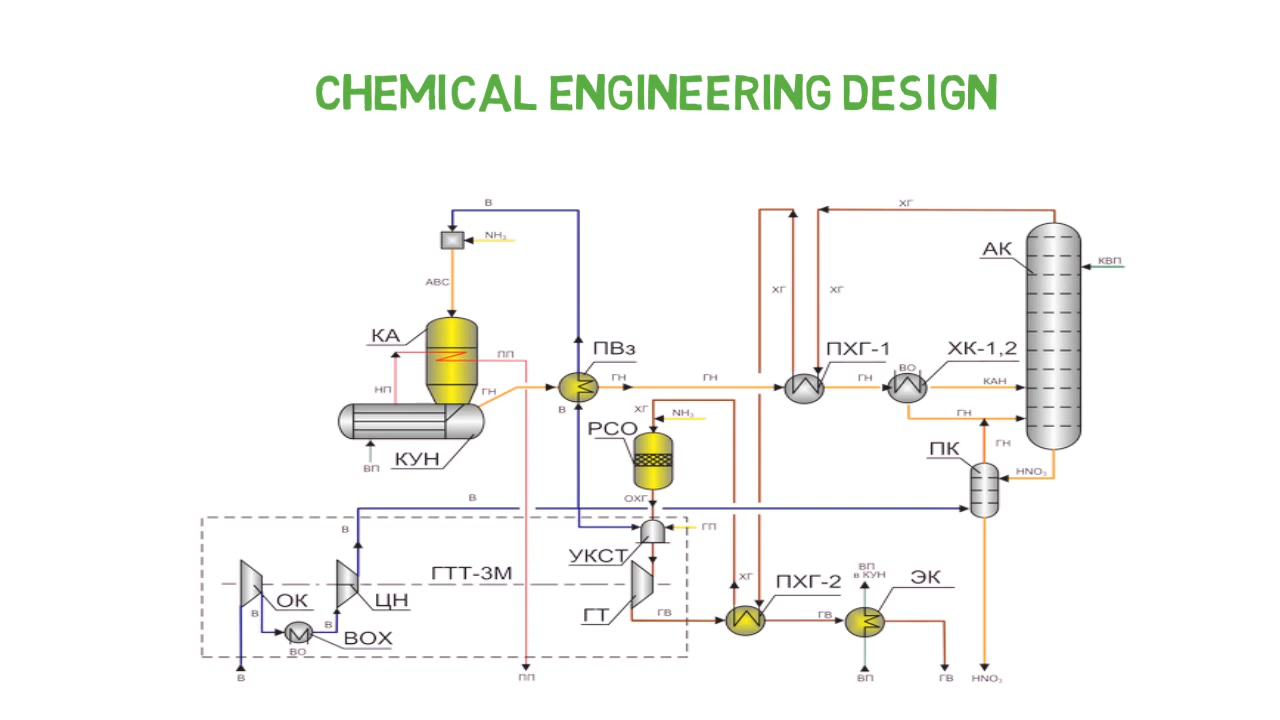 CHEMICAL ENGINEERING DESIGN
В
ХГ
NH₃
АК
КВП
АВС
ХГ
ХГ
КА
ПВз
ПХГ-1
ХК-1,2
ПП
ВО
НП
ГН
ГН
ГН
ГН
КАН
В
ХГ
NH₃
ГН
РСО
ГН
ПК
КУН
ВП
HNO₃
ОХГ
В
В
ГП
УКСТ
ГТТ-3М
ВП
в КУН
ХГ
ПХГ-2
ЭК
ОК
ЦН
ГТ
В
В
ГВ
ГВ
ВОХ
ВО
В
ПП
ВП
ГВ
HNO₃